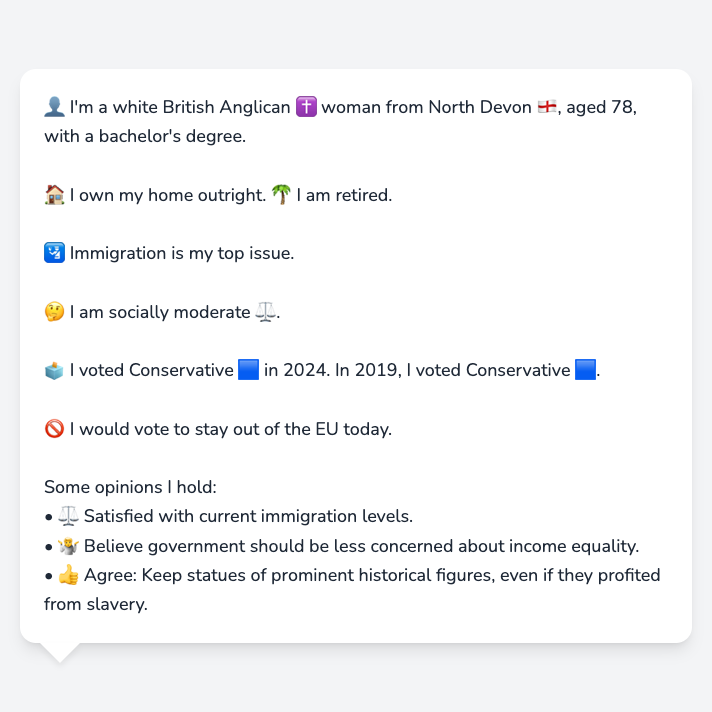 👤 I'm a white British Anglican ✝️ woman from North Devon 🏴󠁧󠁢󠁥󠁮󠁧󠁿, aged 78,
with a bachelor's degree.
🏠 I own my home outright. 🌴 I am retired.
🛂 Immigration is my top issue.
🤔 I am socially moderate ⚖️.
🗳️ I voted Conservative 🟦 in 2024. In 2019, I voted Conservative 🟦.
🚫 I would vote to stay out of the EU today.
Some opinions I hold:
• ⚖️ Satisfied with current immigration levels.
• 🤷 Believe government should be less concerned about income equality.
• 👍 Agree: Keep statues of prominent historical figures, even if they profited
from slavery.